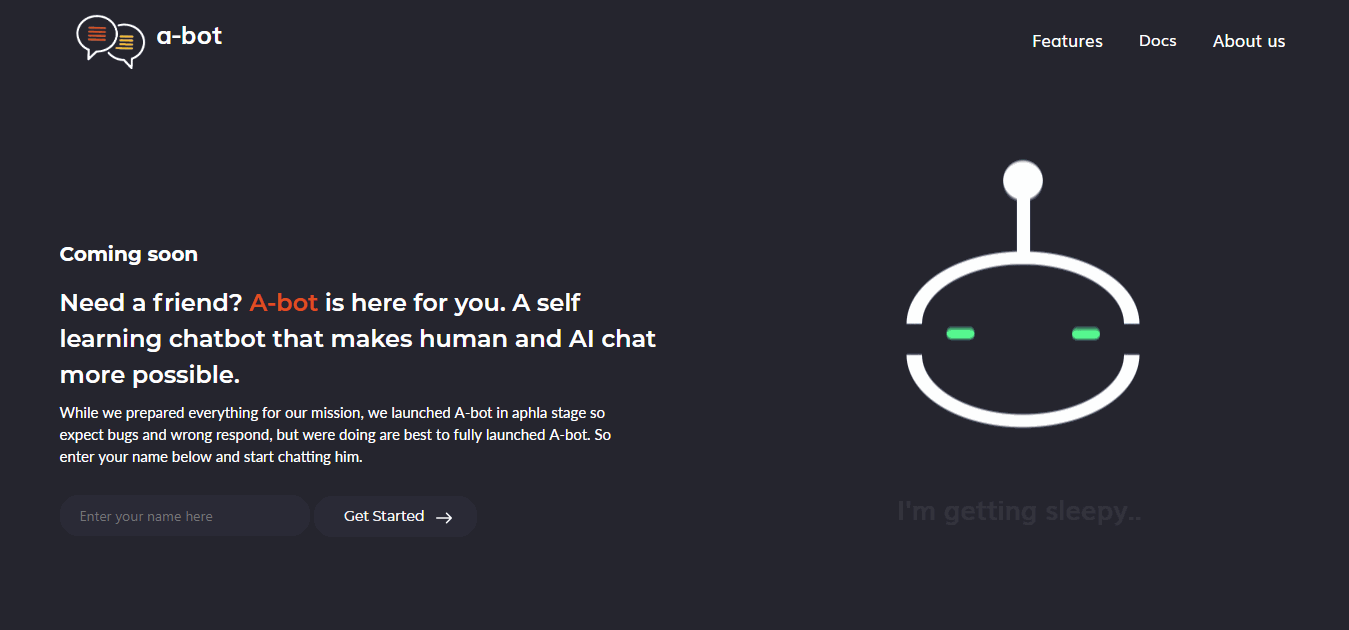 a-bot
Features
Docs
About us
Coming soon
Need a friend? A-bot is here for you. A self
learning chatbot that makes human and AI chat
more possible.
While we prepared everything for our mission, we launched A-bot in aphla stage so
expect bugs and wrong respond, but were doing are best to fully launched A-bot. So
enter your name below and start chatting him.
Enter your name here
Get Started →
I'm getting sleepy..